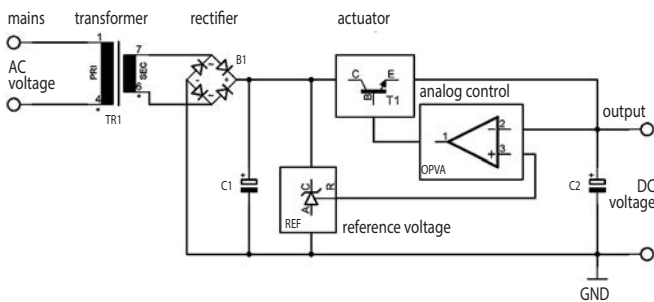 mains
transformer
rectifier
actuator
AC
voltage
1
4
PRI
SEC
7
8
TR1
~
~
-
+
B1
C
E
B
T1
analog control
1
2
3
-
+
OPVA
output
+
C1
A
C
R
REF
reference voltage
+
C2
DC
voltage
GND